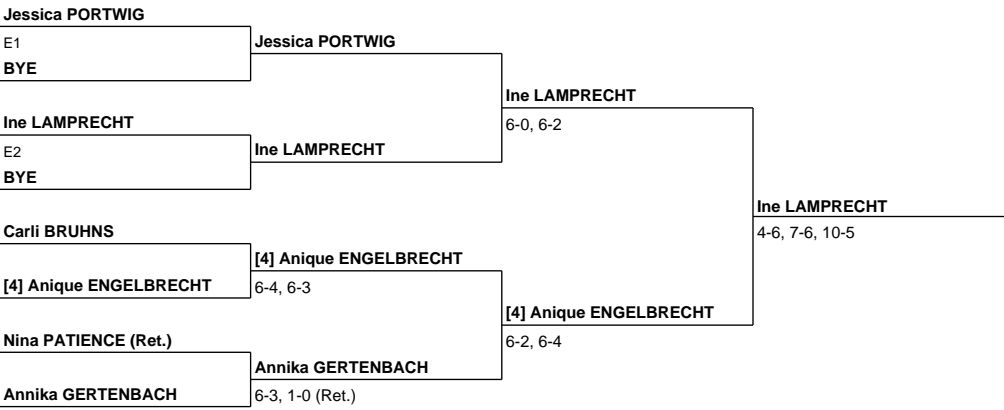 Jessica PORTWIG
E1
Jessica PORTWIG
BYE
Ine LAMPRECHT
Ine LAMPRECHT
6-0, 6-2
E2
Ine LAMPRECHT
BYE
Ine LAMPRECHT
Carli BRUHNS
4-6, 7-6, 10-5
[4] Anique ENGELBRECHT
[4] Anique ENGELBRECHT
6-4, 6-3
[4] Anique ENGELBRECHT
Nina PATIENCE (Ret.)
6-2, 6-4
Annika GERTENBACH
Annika GERTENBACH
6-3, 1-0 (Ret.)